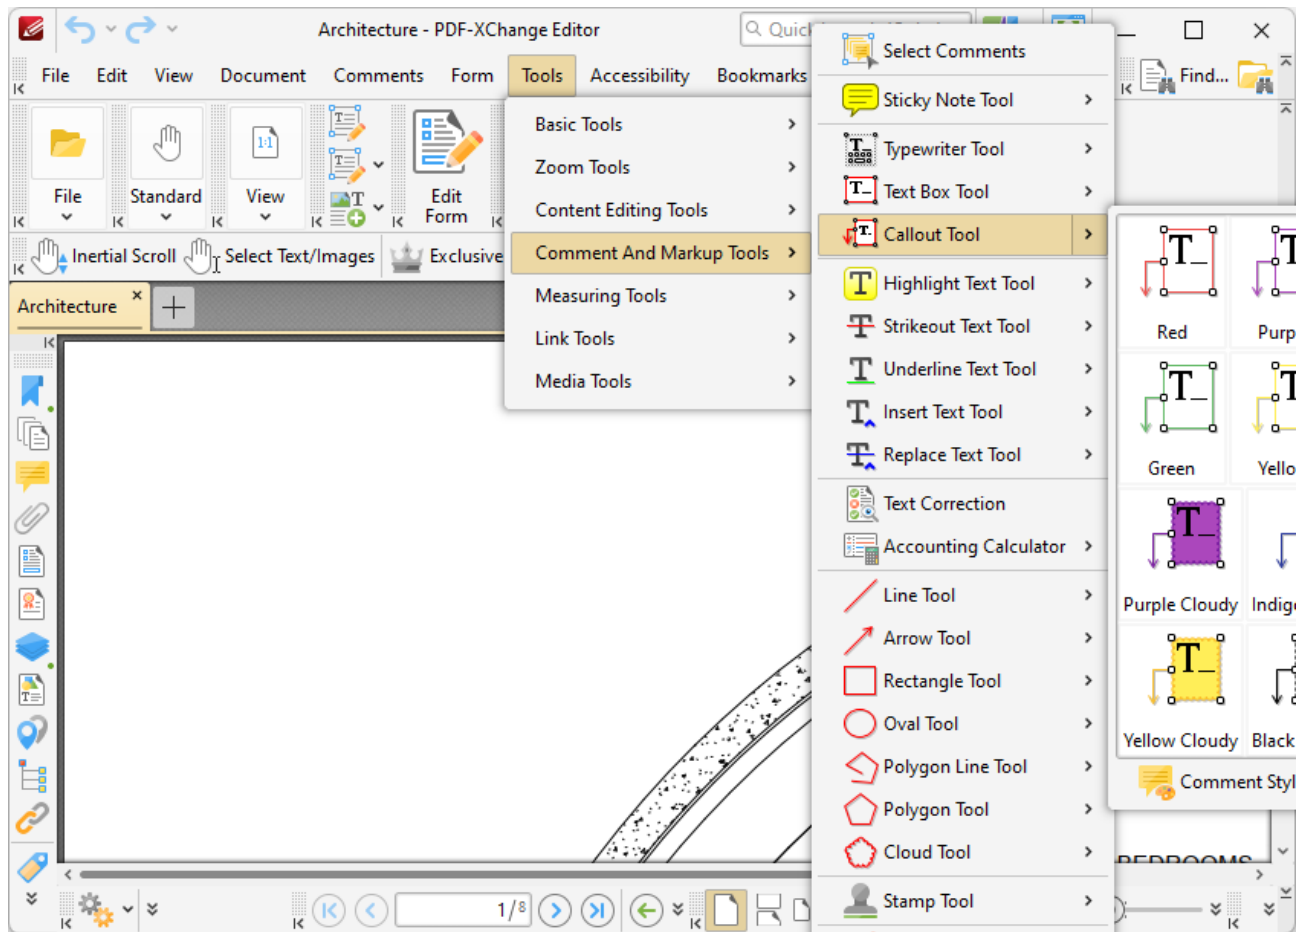 Architecture - PDF-XChange Editor
File Edit View Document Comments Form Tools Accessibility Bookmarks
Find...
File
Standard
View
1:1
Edit Form
Inertial Scroll
Select Text/Images
Exclusive
Architecture
Basic Tools
Zoom Tools
Content Editing Tools
Comment And Markup Tools
Measuring Tools
Link Tools
Media Tools
Select Comments
Sticky Note Tool
Typewriter Tool
Text Box Tool
Callout Tool
Highlight Text Tool
Strikeout Text Tool
Underline Text Tool
Insert Text Tool
Replace Text Tool
Text Correction
Accounting Calculator
Line Tool
Arrow Tool
Rectangle Tool
Oval Tool
Polygon Line Tool
Polygon Tool
Cloud Tool
Stamp Tool
Red
Green
Purple Cloudy
Yellow Cloudy Black
Comment
BEDROOMS
1/8